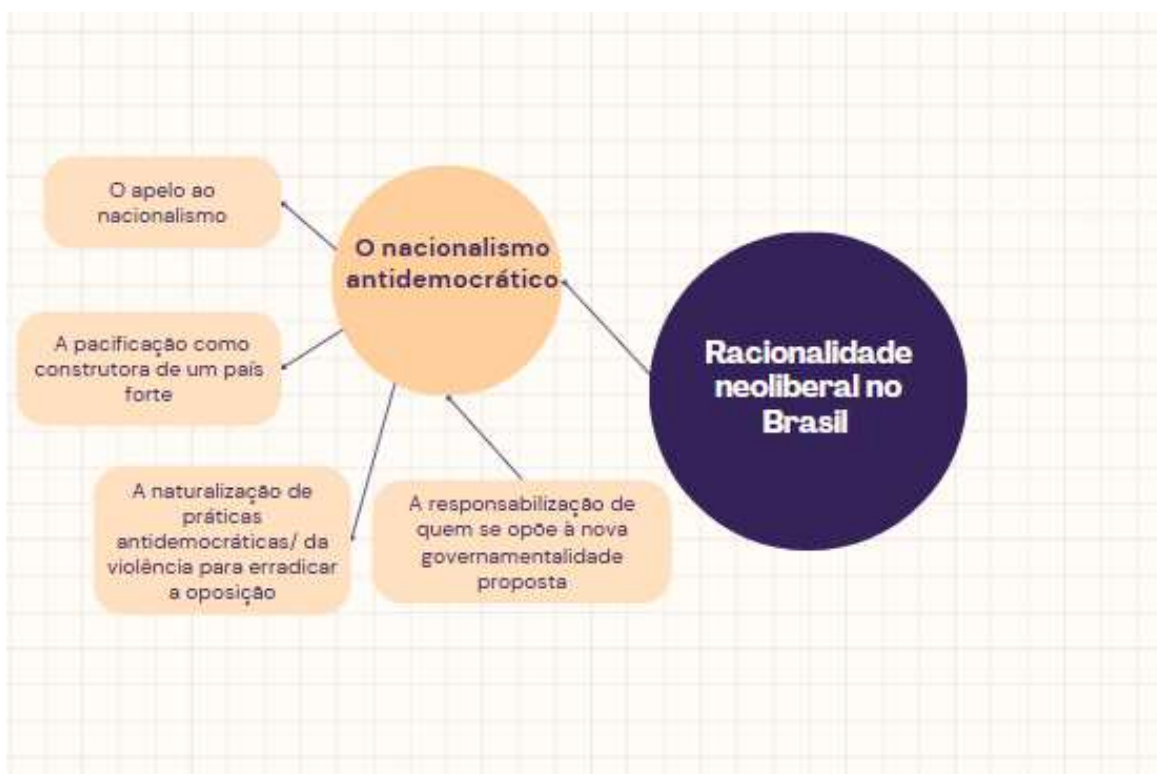 O apelo ao
nacionalismo
O nacionalismo
antidemocrático
A pacificação como
construtora de um país
forte
Racionalidade
neoliberal no
Brasil
A naturalização de
práticas
antidemocráticas/ da
violência para erradicar
a oposição
A responsabilização de
quem se opõe à nova
governamentalidade
proposta